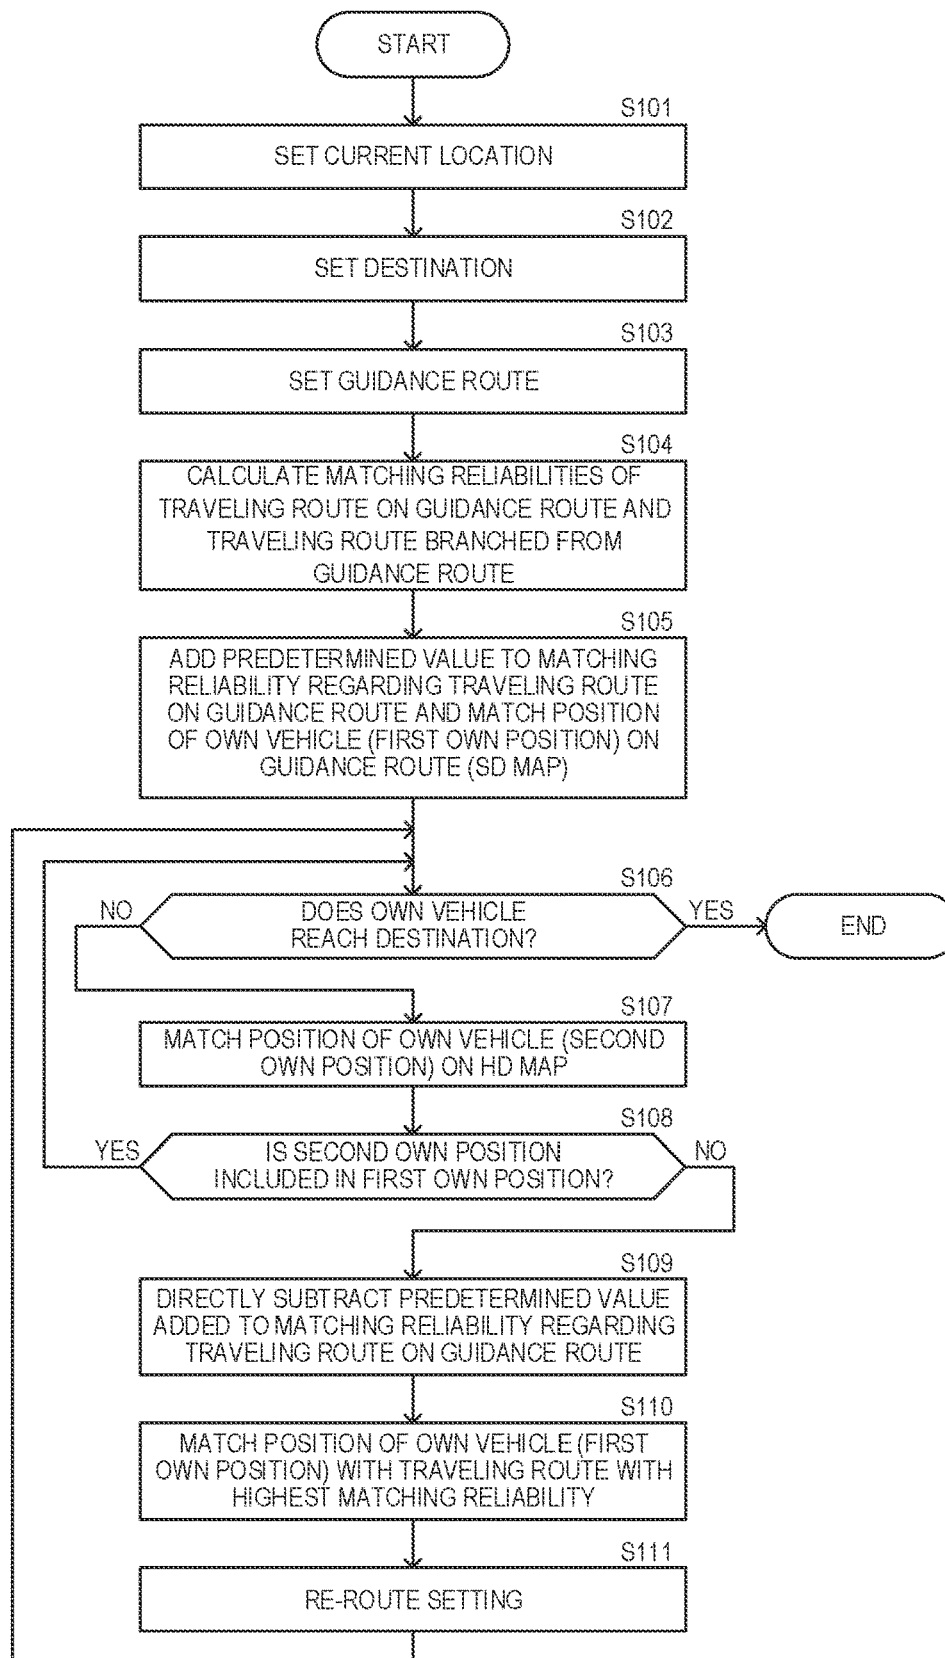 START
S101
SET CURRENT LOCATION
S102
SET DESTINATION
S103
SET GUIDANCE ROUTE
S104
CALCULATE MATCHING RELIABILITIES OF
TRAVELING ROUTE ON GUIDANCE ROUTE AND
TRAVELING ROUTE BRANCHED FROM
GUIDANCE ROUTE
S105
ADD PREDETERMINED VALUE TO MATCHING
RELIABILITY REGARDING TRAVELING ROUTE
ON GUIDANCE ROUTE AND MATCH POSITION
OF OWN VEHICLE (FIRST OWN POSITION) ON
GUIDANCE ROUTE (SD MAP)
S106
NO
DOES OWN VEHICLE
REACH DESTINATION?
YES
END
S107
MATCH POSITION OF OWN VEHICLE (SECOND
OWN POSITION) ON HD MAP
S108
YES
IS SECOND OWN POSITION
INCLUDED IN FIRST OWN POSITION?
NO
S109
DIRECTLY SUBTRACT PREDETERMINED VALUE
ADDED TO MATCHING RELIABILITY REGARDING
TRAVELING ROUTE ON GUIDANCE ROUTE
S110
MATCH POSITION OF OWN VEHICLE (FIRST
OWN POSITION) WITH TRAVELING ROUTE WITH
HIGHEST MATCHING RELIABILITY
S111
RE-ROUTE SETTING